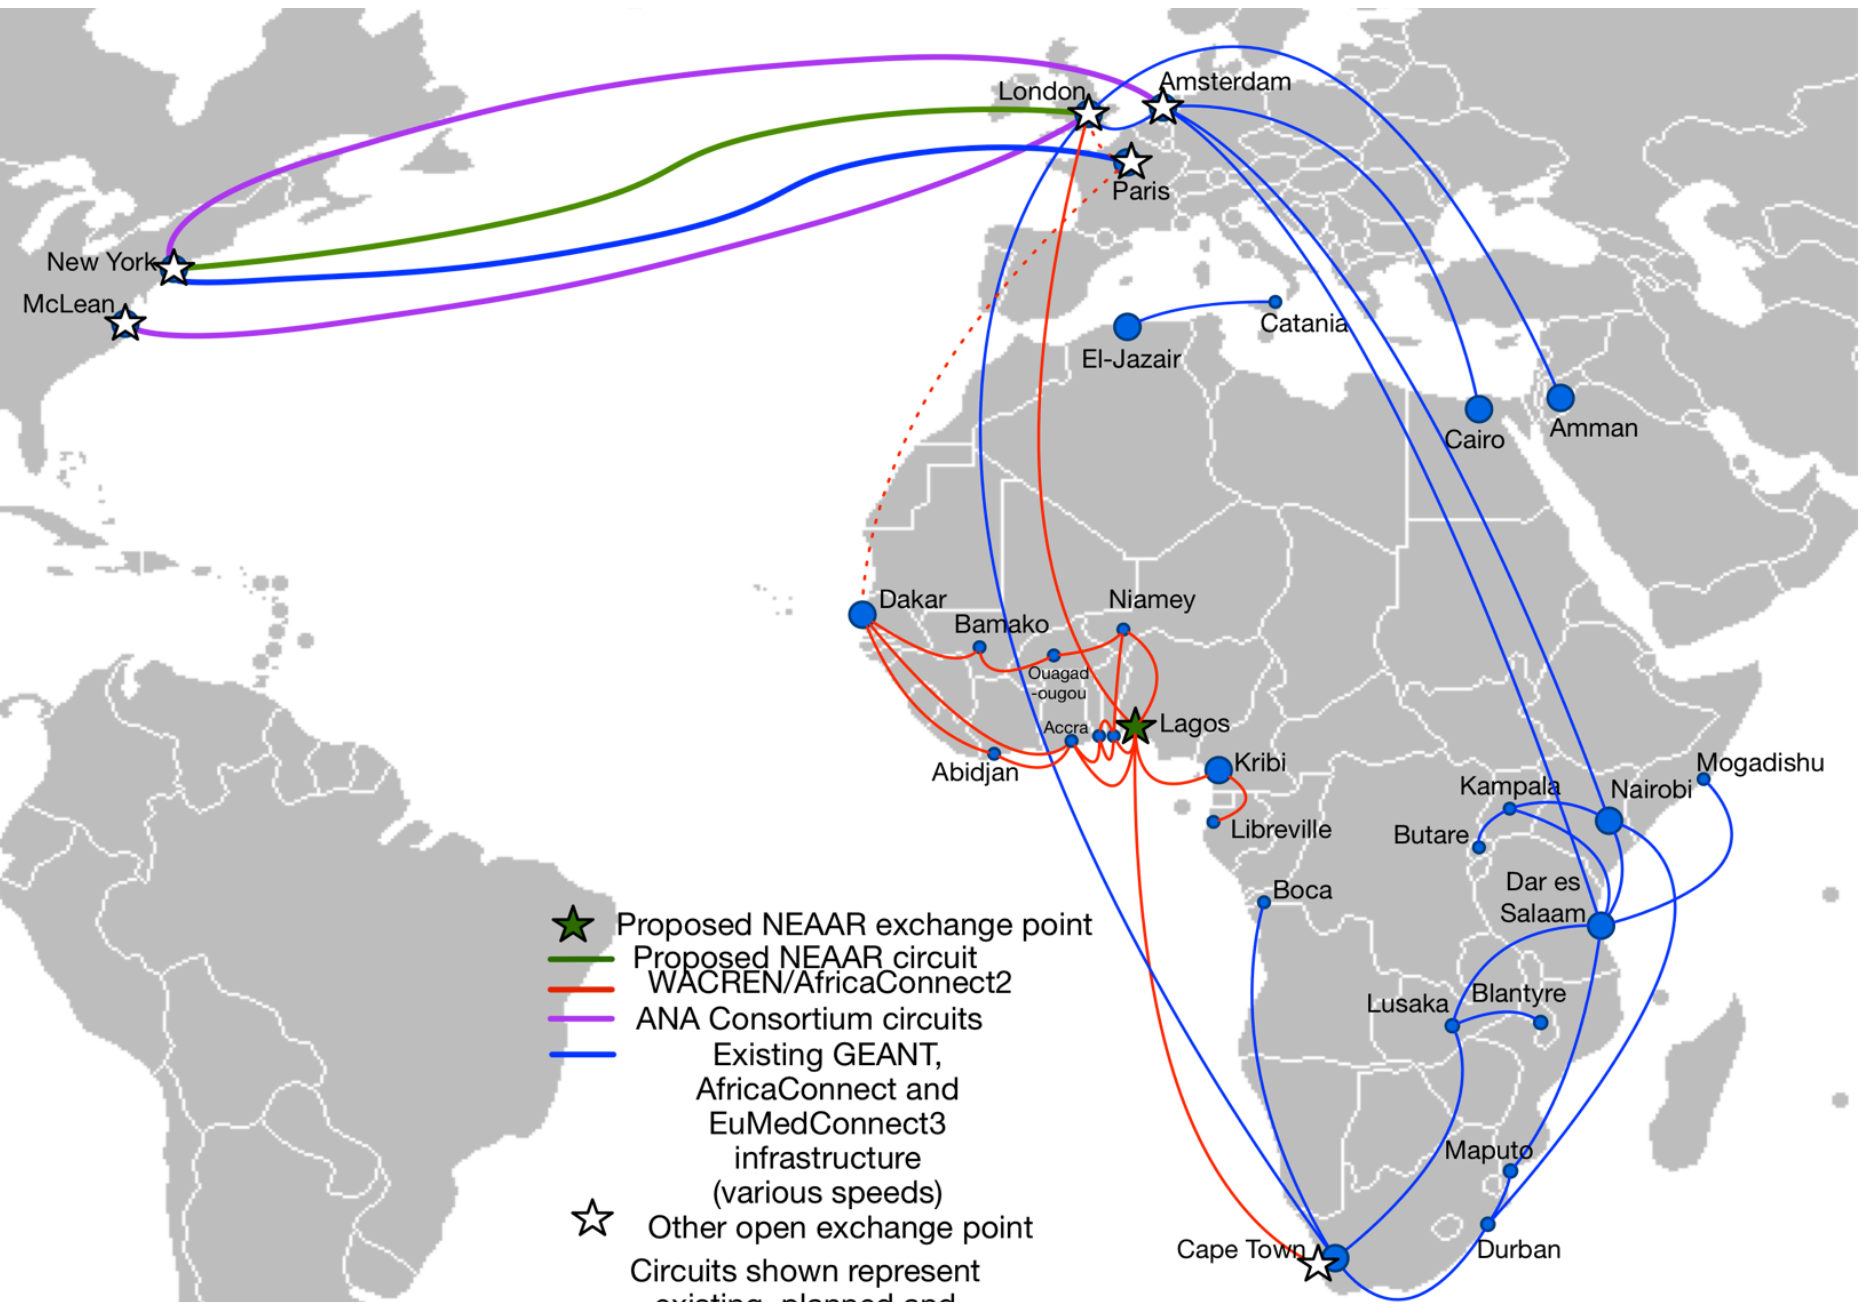 London
Amsterdam
Paris
New York
McLean
Catania
El-Jazair
Cairo
Amman
Dakar
Niamey
Bamako
Ouagad
-ougou
Accra
Lagos
Abidjan
Kribi
Libreville
Mogadishu
Kampala
Nairobi
Butare
Boca
Dar es
Salaam
Lusaka
Blantyre
Maputo
Durban
Cape Town
Proposed NEAAR exchange point
Proposed NEAAR circuit
WACREN/AfricaConnect2
ANA Consortium circuits
Existing GEANT,
AfricaConnect and
EuMedConnect3
infrastructure
(various speeds)
Other open exchange point
Circuits shown represent
existing, planned and